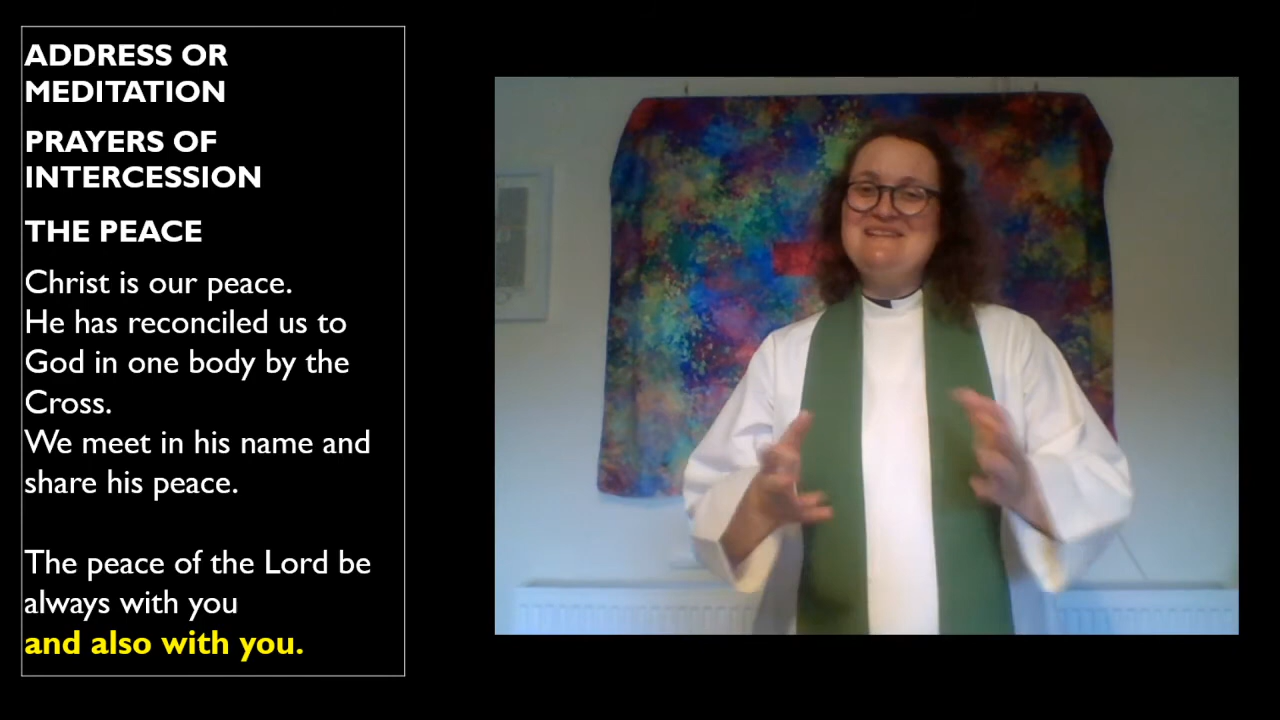 ADDRESS OR
MEDITATION
PRAYERS OF
INTERCESSION
THE PEACE
Christ is our peace.
He has reconciled us to
God in one body by the
Cross.
We meet in his name and
share his peace.
The peace of the Lord be
always with you
and also with you.